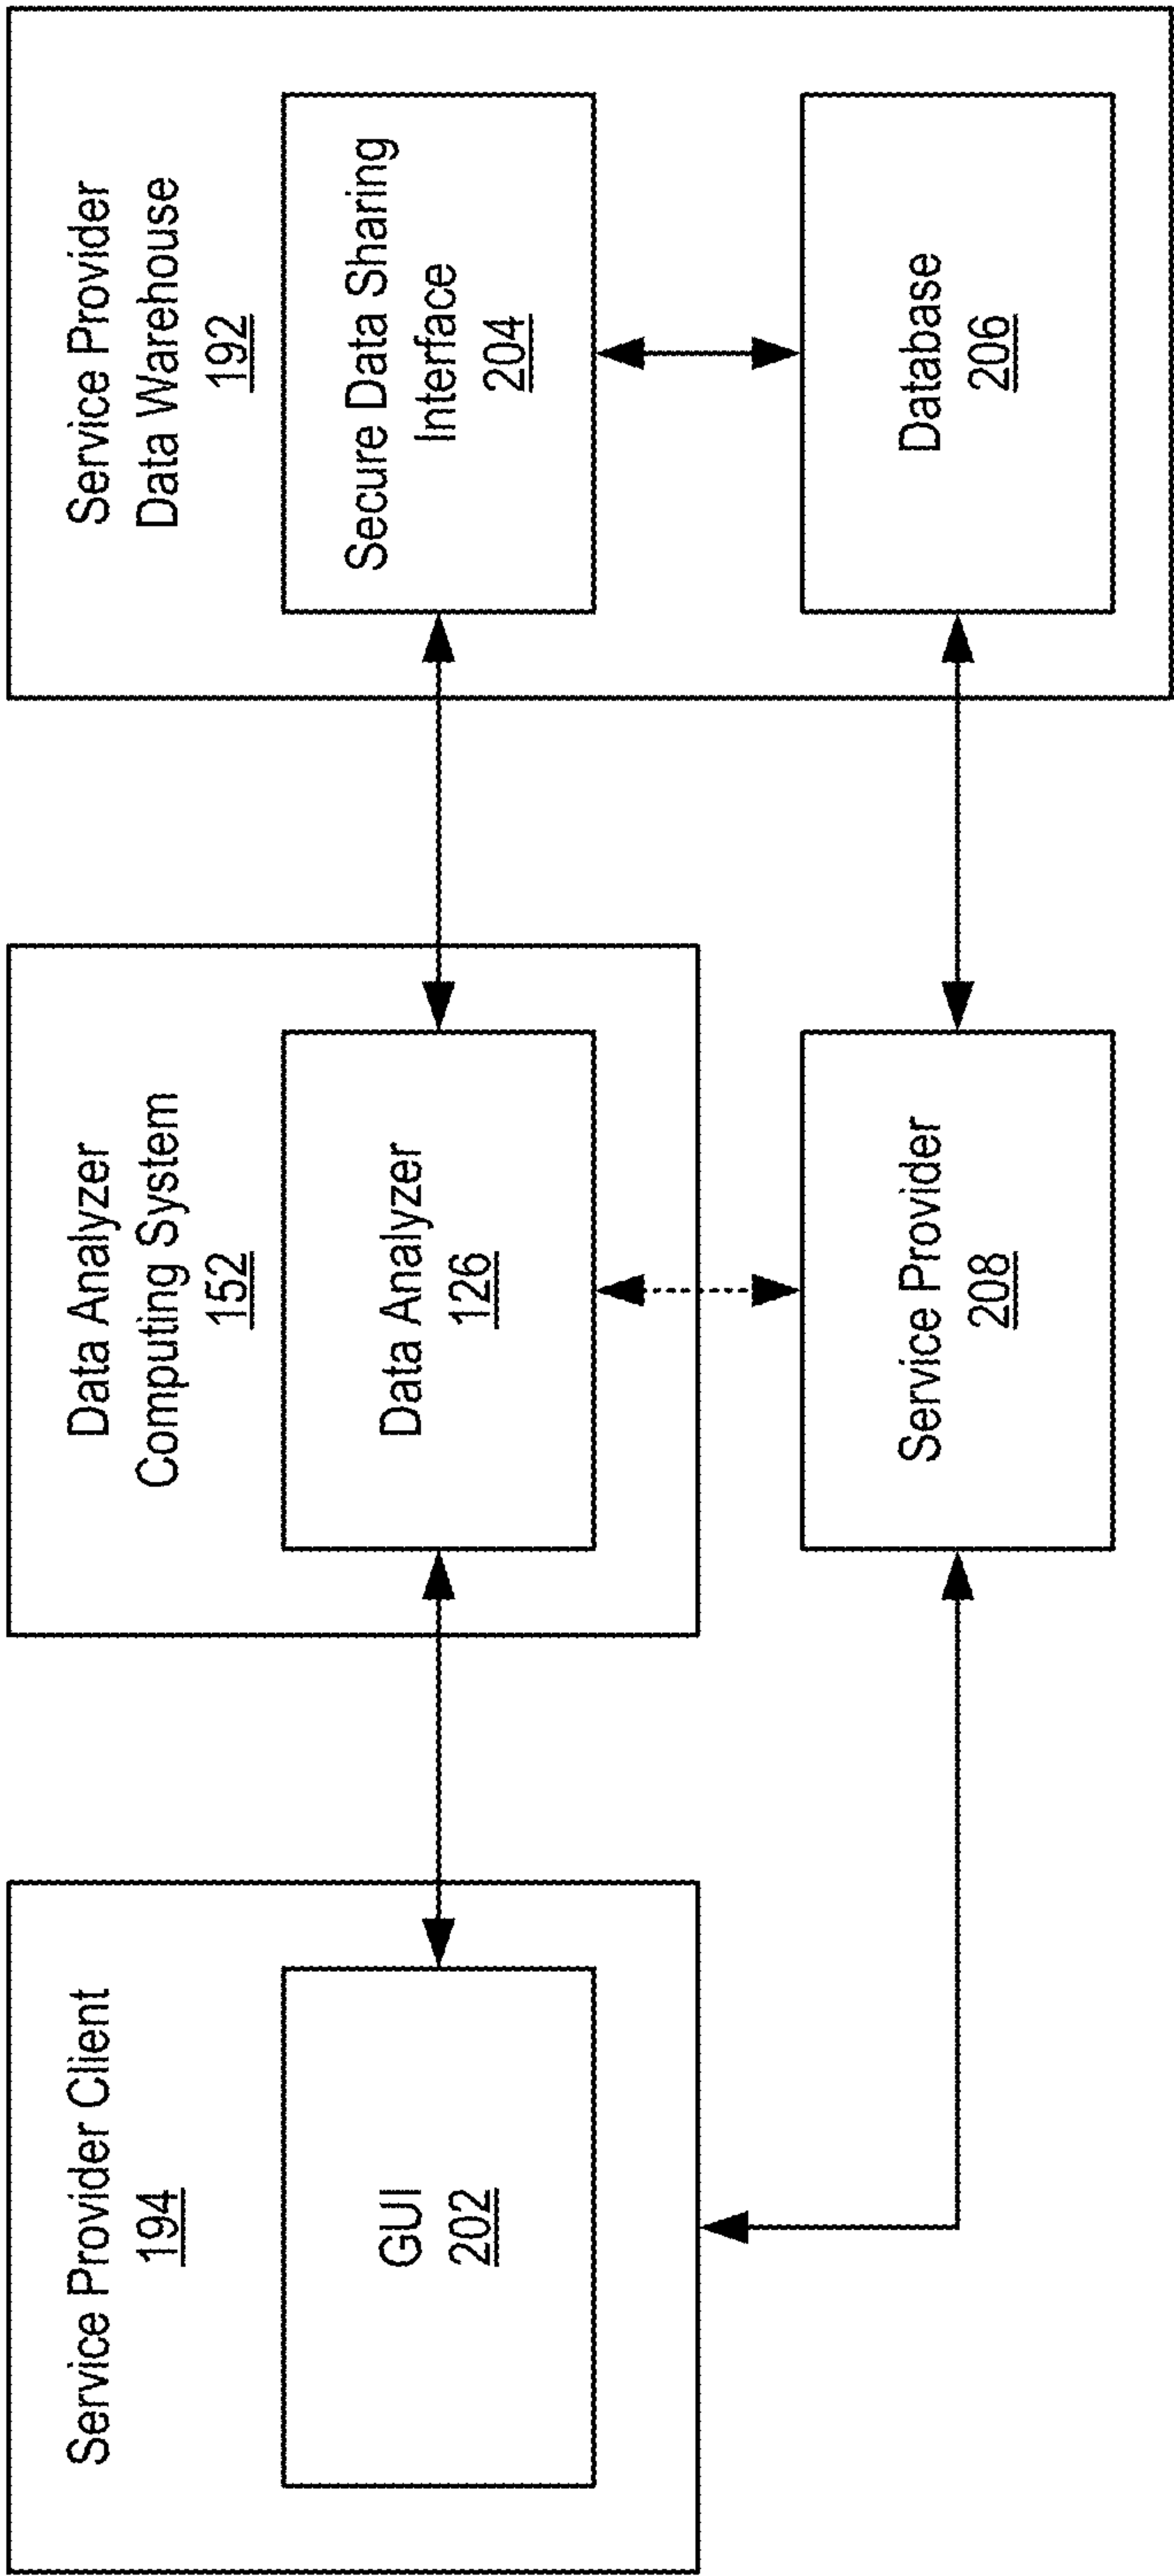 Service Provider Client
194
GUI
202
Data Analyzer
Computing System
152
Data Analyzer
126
Service Provider
208
Service Provider
Data Warehouse
192
Secure Data Sharing
Interface
204
Database
206